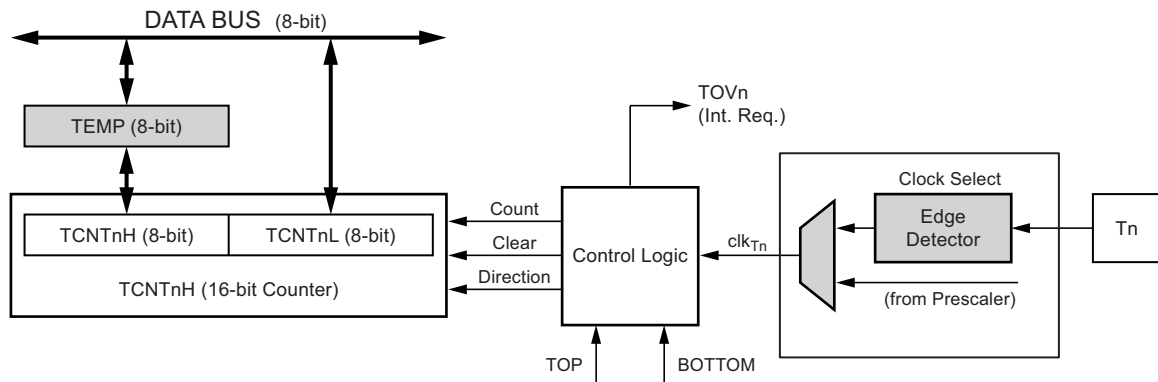 DATA BUS (8-bit)
TEMP (8-bit)
TCNTnH (8-bit)
TCNTnL (8-bit)
TCNTnH (16-bit Counter)
Count
Clear
Direction
Control Logic
TOVn
(Int. Req.)
TOP
BOTTOM
clkTn
Clock Select
Edge
Detector
(from Prescaler)
Tn